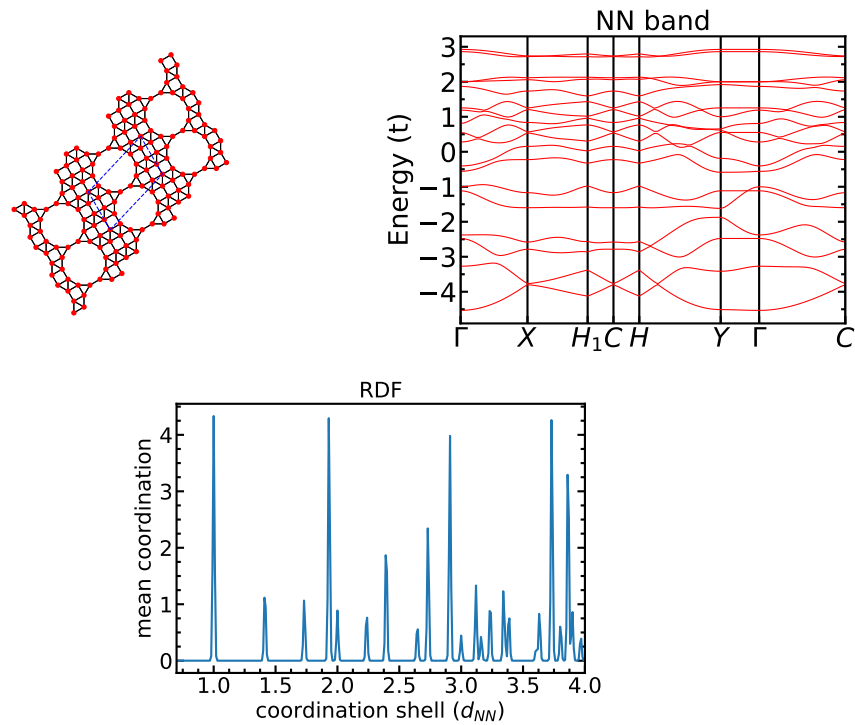 NN band
Energy (t)
3
2
1
0
−1
−2
−3
−4
Γ X H₁ C H Y Γ C
RDF
mean coordination
4
3
2
1
0
1.0 1.5 2.0 2.5 3.0 3.5 4.0
coordination shell (d_NN)